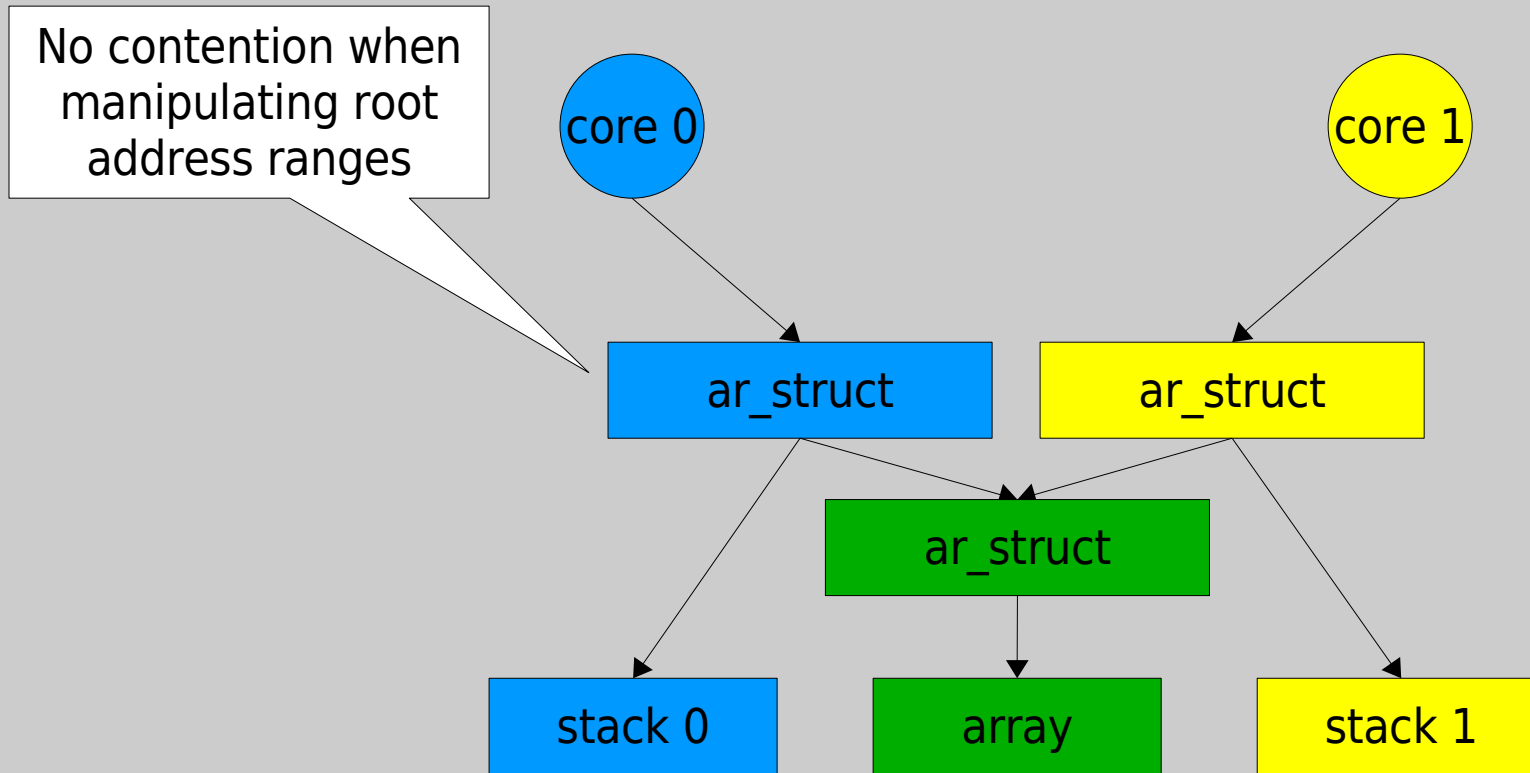 No contention when
manipulating root
address ranges
core 0
core 1
ar_struct
ar_struct
ar_struct
stack 0
array
stack 1